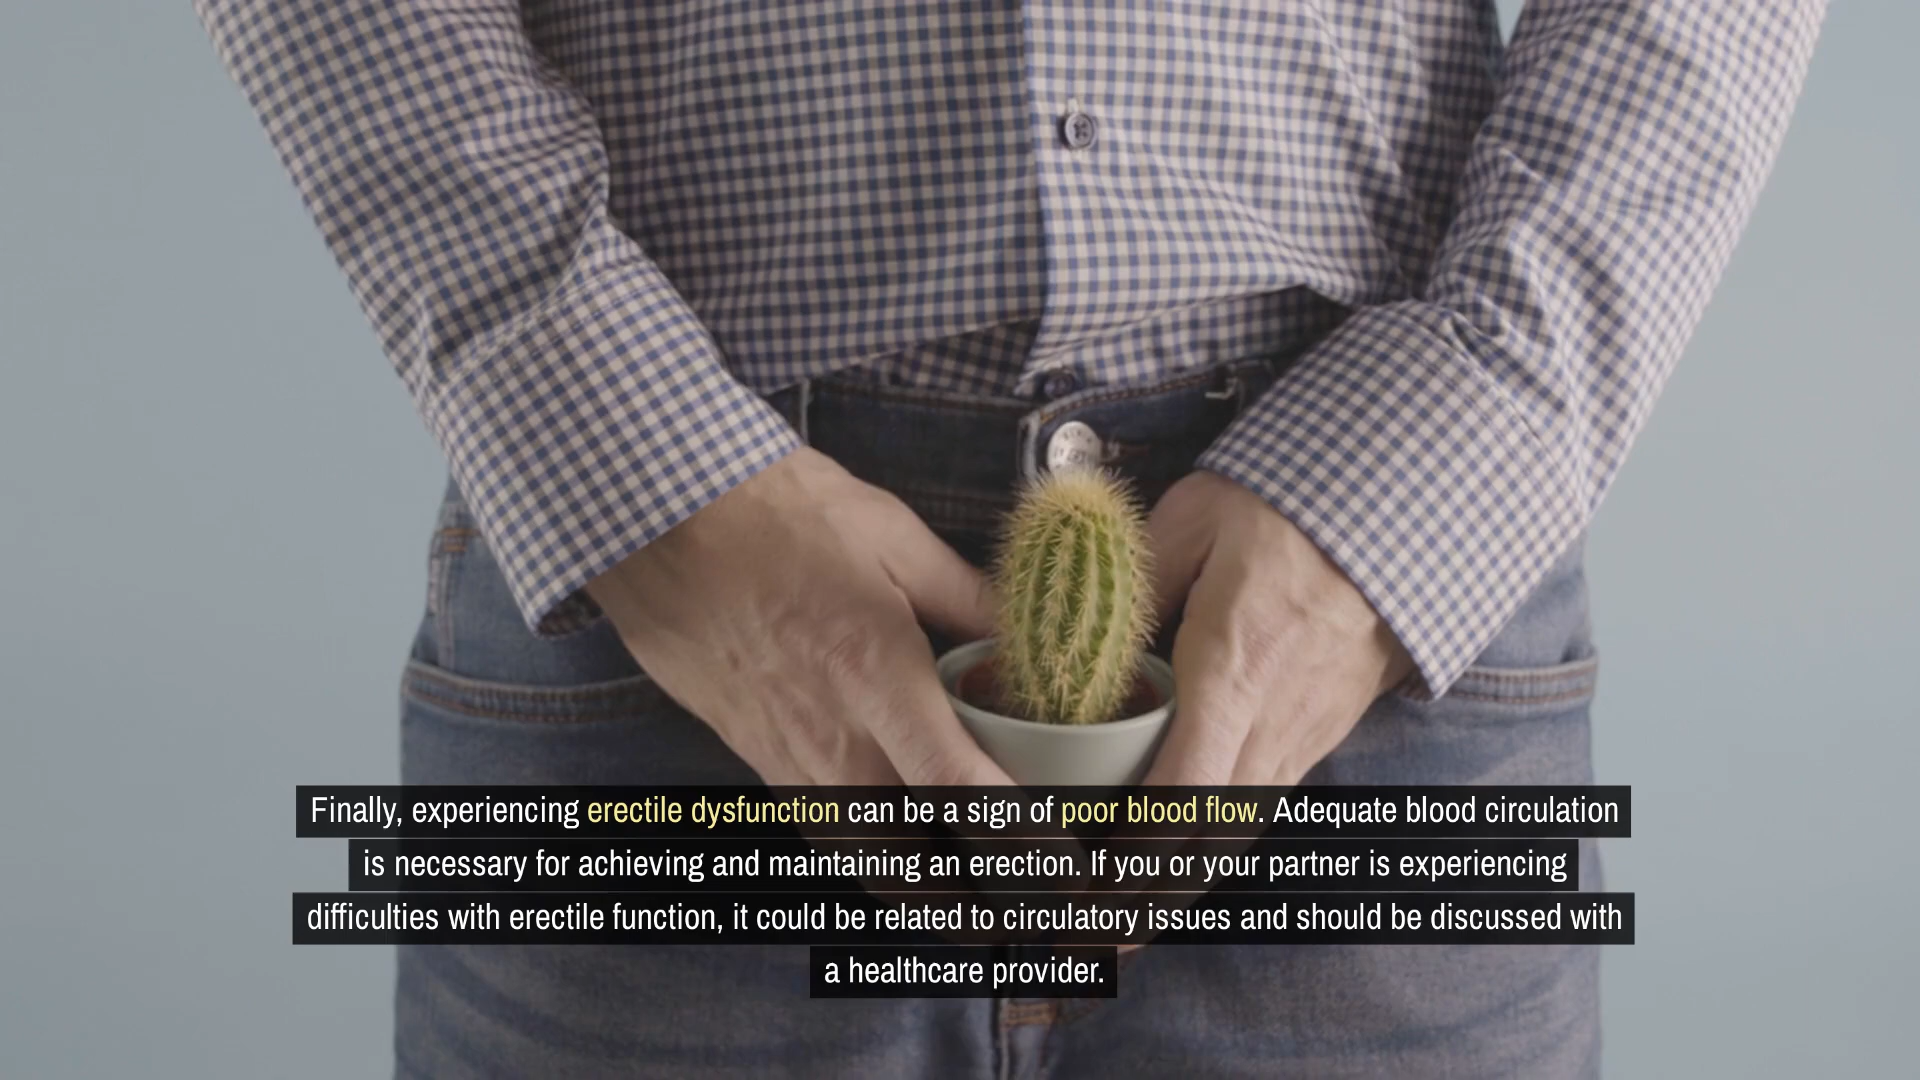 Finally, experiencing erectile dysfunction can be a sign of poor blood flow. Adequate blood circulation
is necessary for achieving and maintaining an erection. If you or your partner is experiencing
difficulties with erectile function, it could be related to circulatory issues and should be discussed with
a healthcare provider.